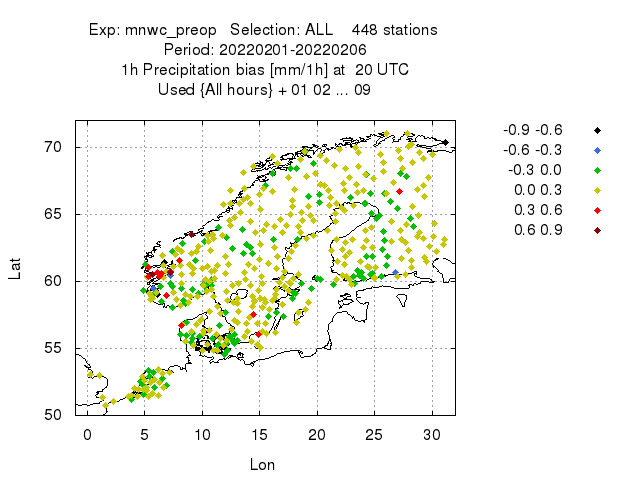 Exp: mnwc_preop   Selection: ALL    448 stations
Period: 20220201-20220206
1h Precipitation bias [mm/1h] at  20 UTC
Used {All hours} + 01 02 ... 09
-0.9 -0.6
-0.6 -0.3
-0.3 0.0
0.0 0.3
0.3 0.6
0.6 0.9
70
65
60
55
50
Lat
0 5 10 15 20 25 30
Lon